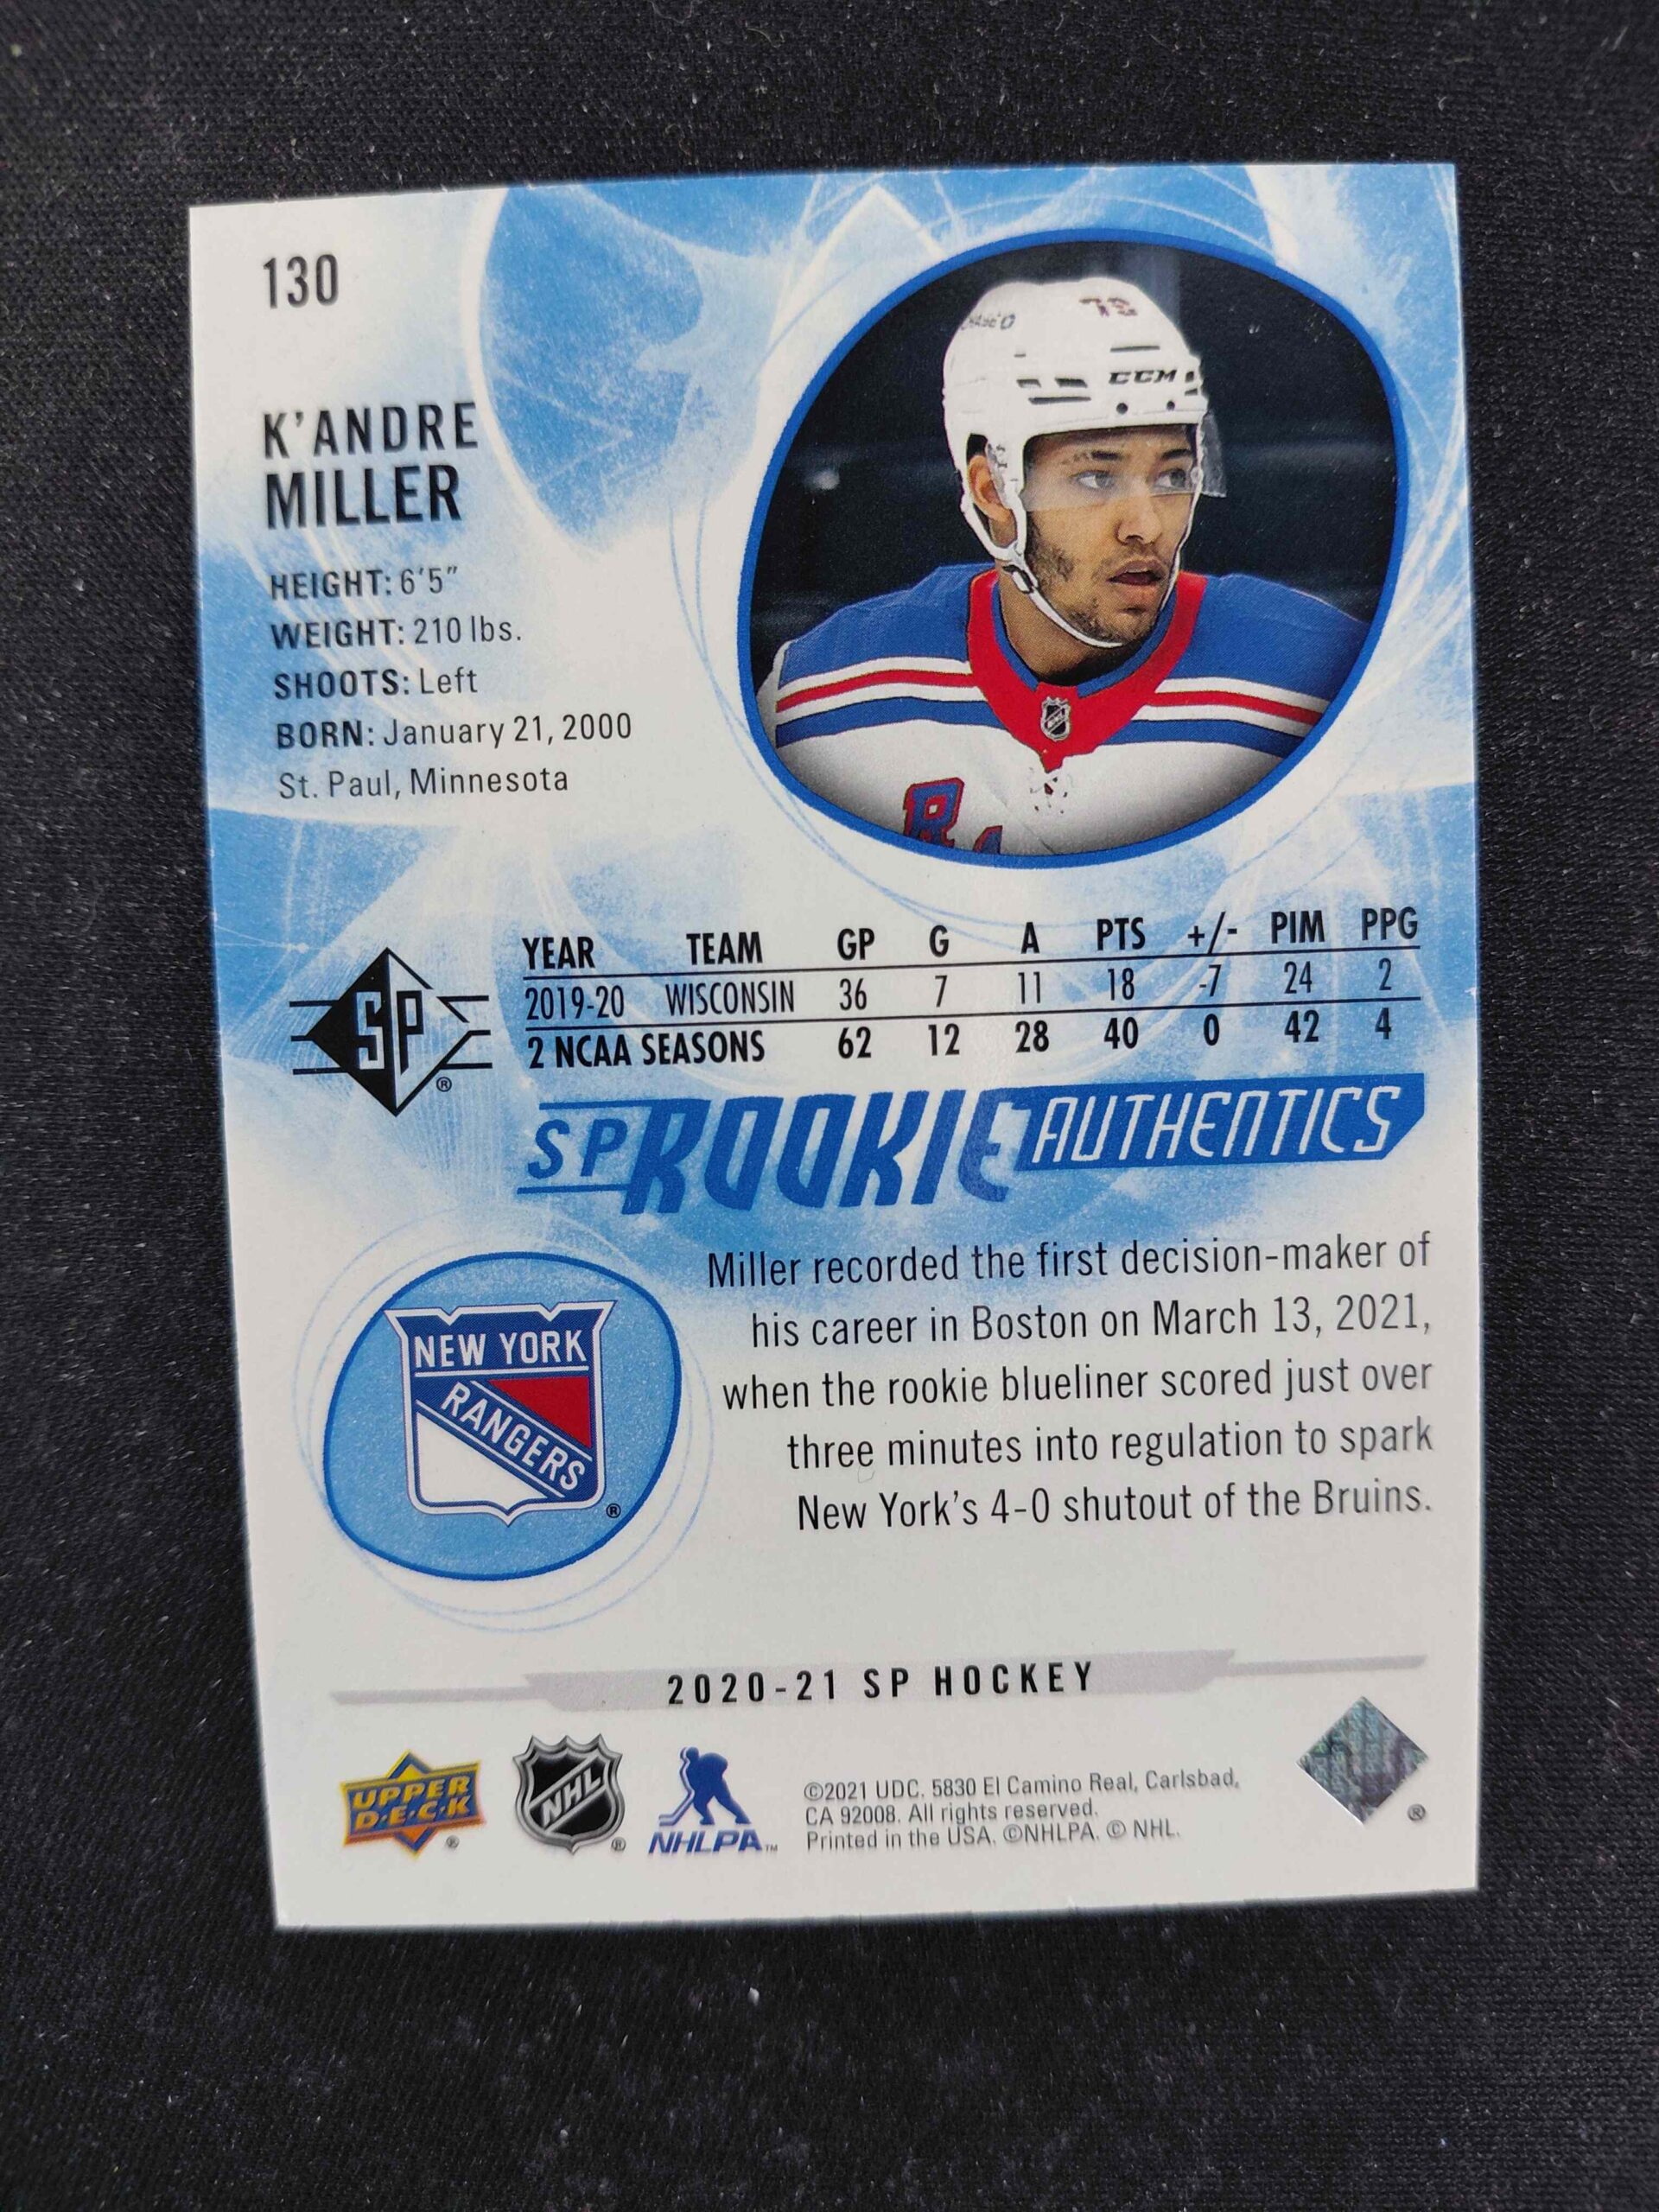 130
K'ANDRE
MILLER
HEIGHT: 6'5"
WEIGHT: 210 lbs.
SHOOTS: Left
BORN: January 21, 2000
St. Paul, Minnesota
CCM
YEAR TEAM GP G A PTS +/- PIM PPG
2019-20 WISCONSIN 36 7 11 18 -7 24 2
2 NCAA SEASONS 62 12 28 40 0 42 4
SP®
SP ROOKIE AUTHENTICS
Miller recorded the first decision-maker of
his career in Boston on March 13, 2021,
when the rookie blueliner scored just over
three minutes into regulation to spark
New York's 4-0 shutout of the Bruins.
NEW YORK
RANGERS
®
2020-21 SP HOCKEY
UPPER
D·E·C·K
®
NHL
®
NHLPA™
©2021 UDC. 5830 El Camino Real, Carlsbad,
CA 92008. All rights reserved.
Printed in the USA. ©NHLPA. © NHL.
®